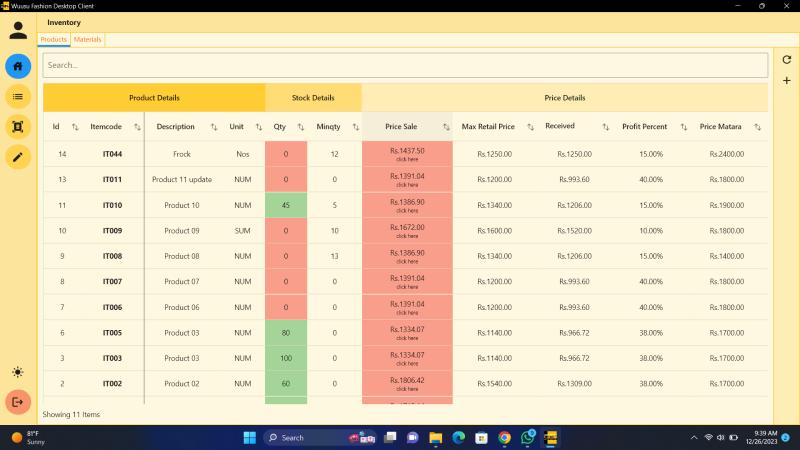 Wuusu Fashion Desktop Client
Inventory
Products Materials
Search...
Product Details Stock Details Price Details
Id Itemcode Description Unit Qty Minqty Price Sale Max Retail Price Received Profit Percent Price Matara
14 IT044 Frock Nos 0 12 Rs.1437.50 Rs.1250.00 Rs.1250.00 15.00% Rs.2400.00
click here
13 IT011 Product 11 update NUM 0 0 Rs.1391.04 Rs.1200.00 Rs.993.60 40.00% Rs.1800.00
click here
11 IT010 Product 10 NUM 45 5 Rs.1386.90 Rs.1340.00 Rs.1206.00 15.00% Rs.1900.00
click here
10 IT009 Product 09 SUM 0 10 Rs.1672.00 Rs.1600.00 Rs.1520.00 10.00% Rs.1800.00
click here
9 IT008 Product 08 NUM 0 13 Rs.1386.90 Rs.1340.00 Rs.1206.00 15.00% Rs.1400.00
click here
8 IT007 Product 07 NUM 0 0 Rs.1391.04 Rs.1200.00 Rs.993.60 40.00% Rs.1800.00
click here
7 IT006 Product 06 NUM 0 0 Rs.1391.04 Rs.1200.00 Rs.993.60 40.00% Rs.1800.00
click here
6 IT005 Product 03 NUM 80 0 Rs.1334.07 Rs.1140.00 Rs.966.72 38.00% Rs.1700.00
click here
3 IT003 Product 03 NUM 100 0 Rs.1334.07 Rs.1140.00 Rs.966.72 38.00% Rs.1700.00
click here
2 IT002 Product 02 NUM 60 0 Rs.1806.42 Rs.1540.00 Rs.1309.00 38.00% Rs.1700.00
click here
Showing 11 Items
81°F
Sunny
Search
9:39 AM
12/26/2023
2